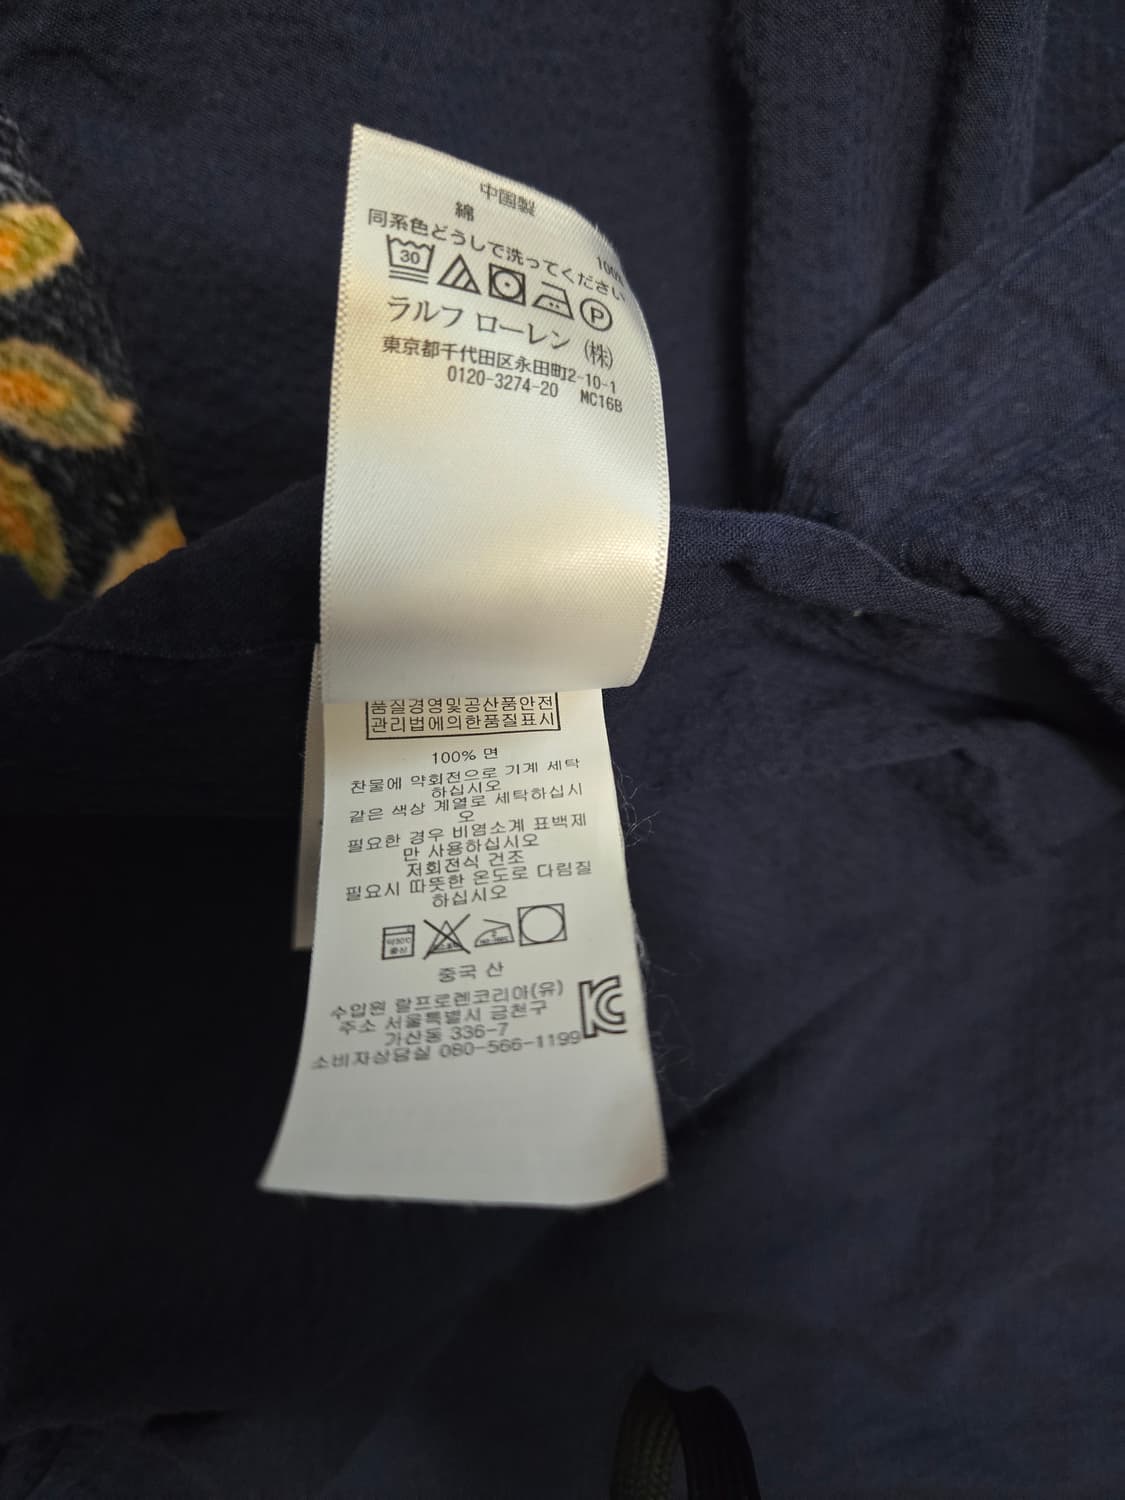 中国製
綿 100%
同系色どうしで洗ってください
30
P
ラルフ ローレン (株)
東京都千代田区永田町2-10-1
0120-3274-20 MC16B
품질경영및공산품안전
관리법에의한품질표시
100% 면
찬물에 약회전으로 기계 세탁
하십시오
같은 색상 계열로 세탁하십시
오
필요한 경우 비염소계 표백제
만 사용하십시오
저회전식 건조
필요시 따뜻한 온도로 다림질
하십시오
약30℃
중성
중국 산
수입원 랄프로렌코리아(유)
주소 서울특별시 금천구
가산동 336-7
소비자상담실 080-566-1199